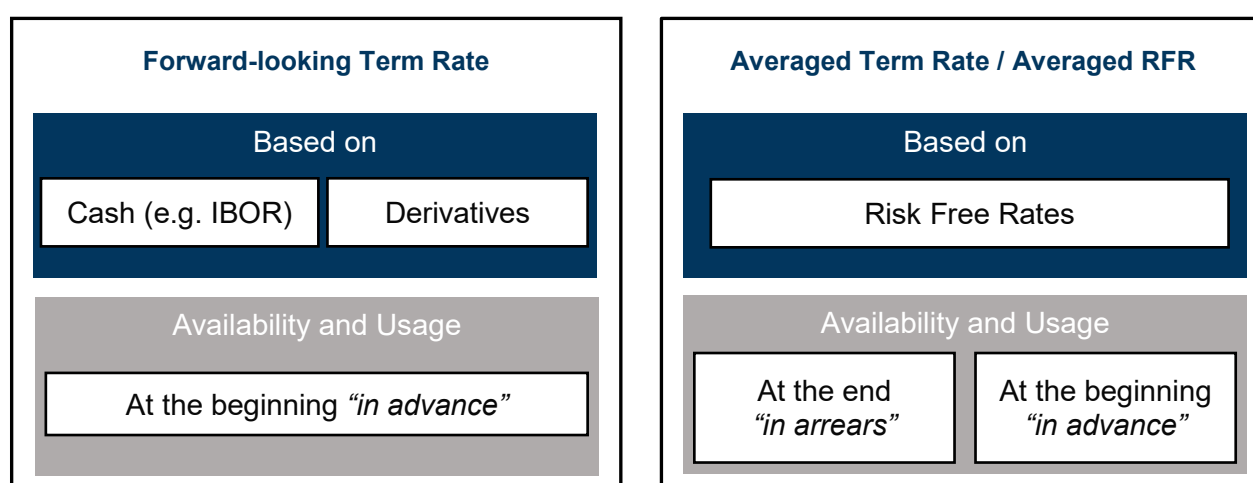 Forward-looking Term Rate
Based on
Cash (e.g. IBOR)
Derivatives
Availability and Usage
At the beginning “in advance”
Averaged Term Rate / Averaged RFR
Based on
Risk Free Rates
Availability and Usage
At the end
“in arrears”
At the beginning
“in advance”